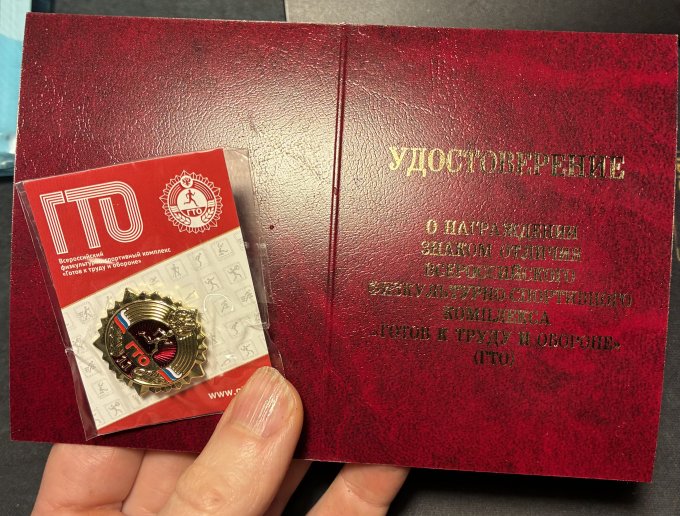 ГТО
ГТО
Всероссийский
физкультурно-спортивный комплекс
«Готов к труду и обороне»
ГТО
www.
УДОСТОВЕРЕНИЕ
О НАГРАЖДЕНИИ
ЗНАКОМ ОТЛИЧИЯ
ВСЕРОССИЙСКОГО
ФИЗКУЛЬТУРНО-СПОРТИВНОГО
КОМПЛЕКСА
«ГОТОВ К ТРУДУ И ОБОРОНЕ»
(ГТО)